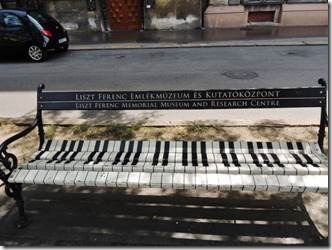 Liszt Ferenc Emlékmúzeum és Kutatóközpont
Liszt Ferenc Memorial Museum and Research Centre